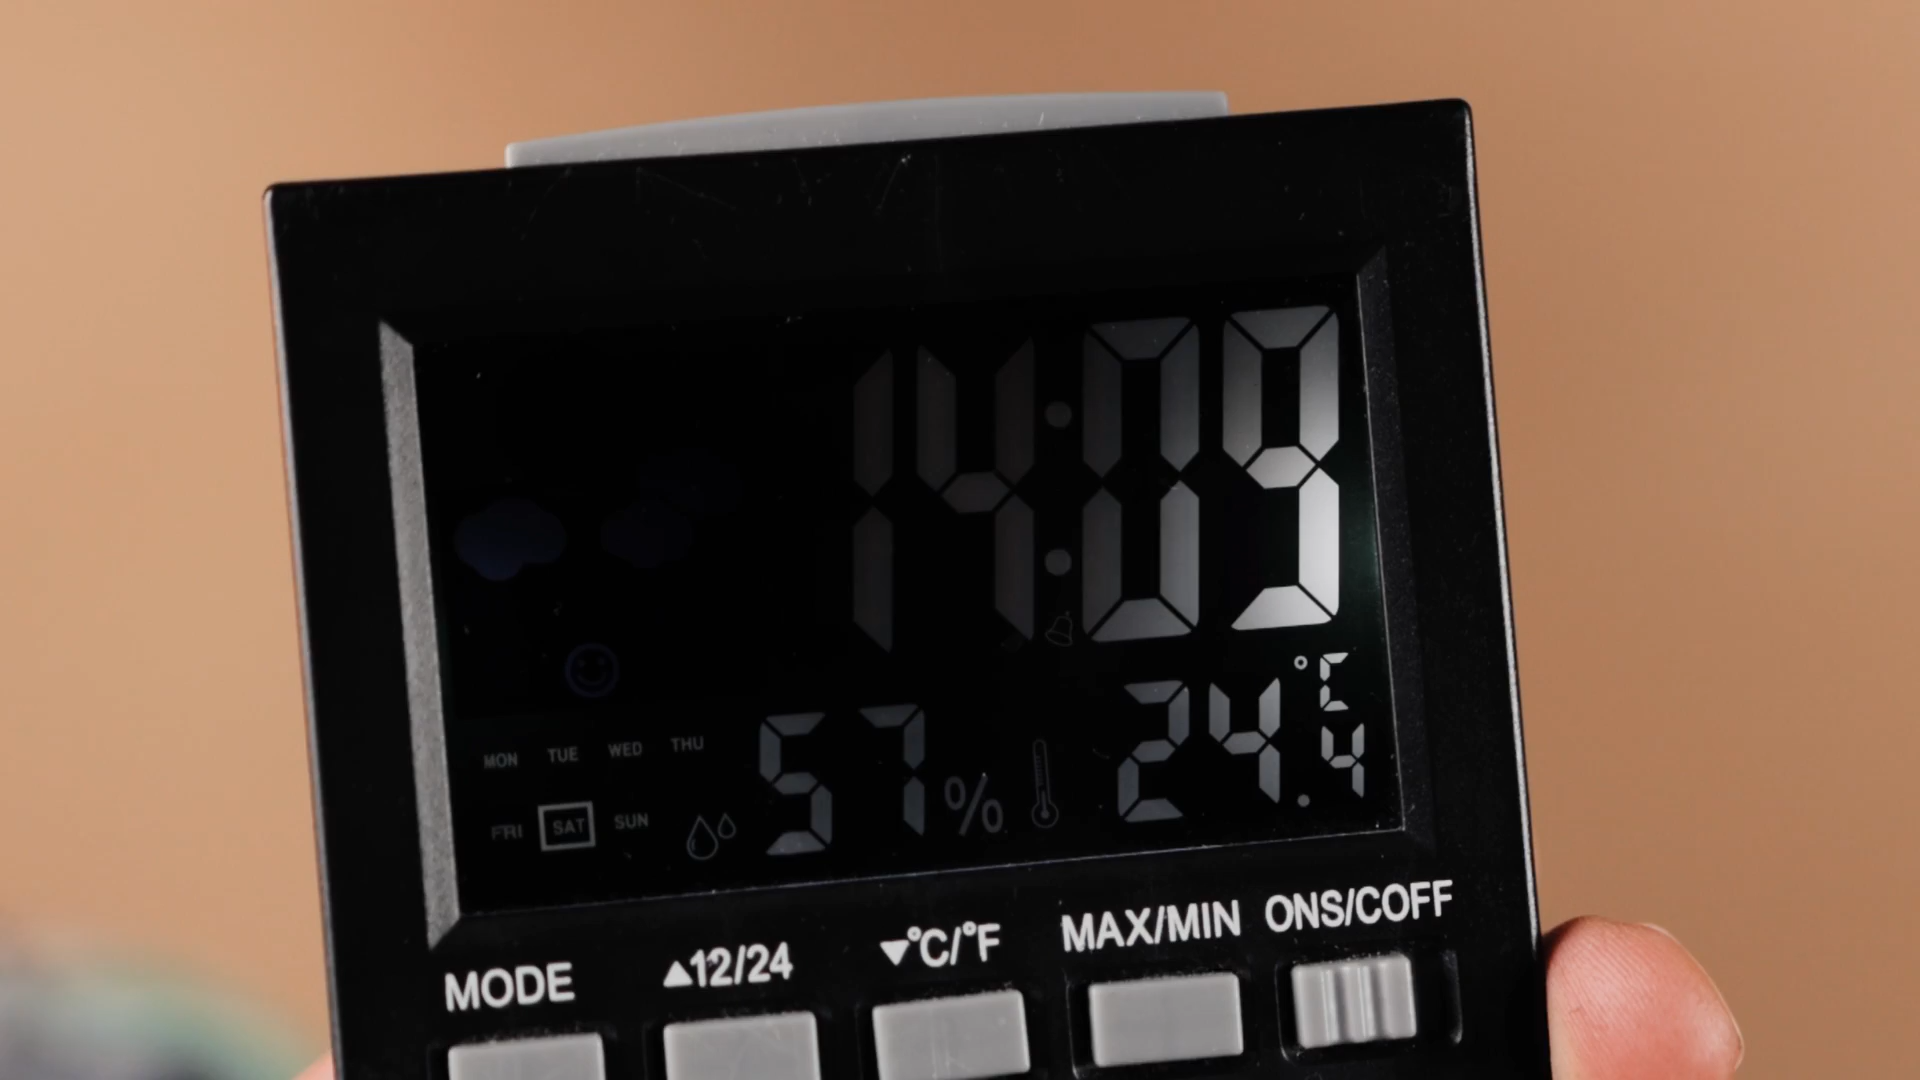 14:09
°C
57% 24.4
MON TUE WED THU
FRI SAT SUN
MODE ▲12/24 ▼°C/°F MAX/MIN ONS/COFF